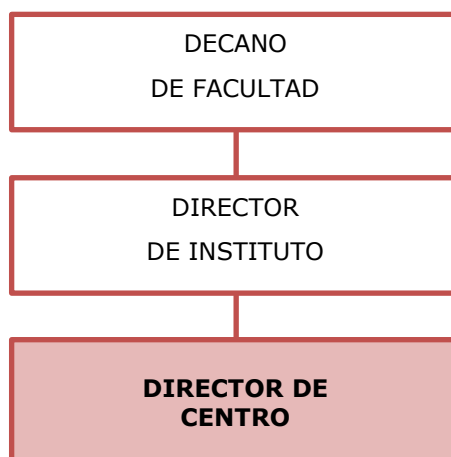 DECANO
DE FACULTAD
DIRECTOR
DE INSTITUTO
DIRECTOR DE
CENTRO